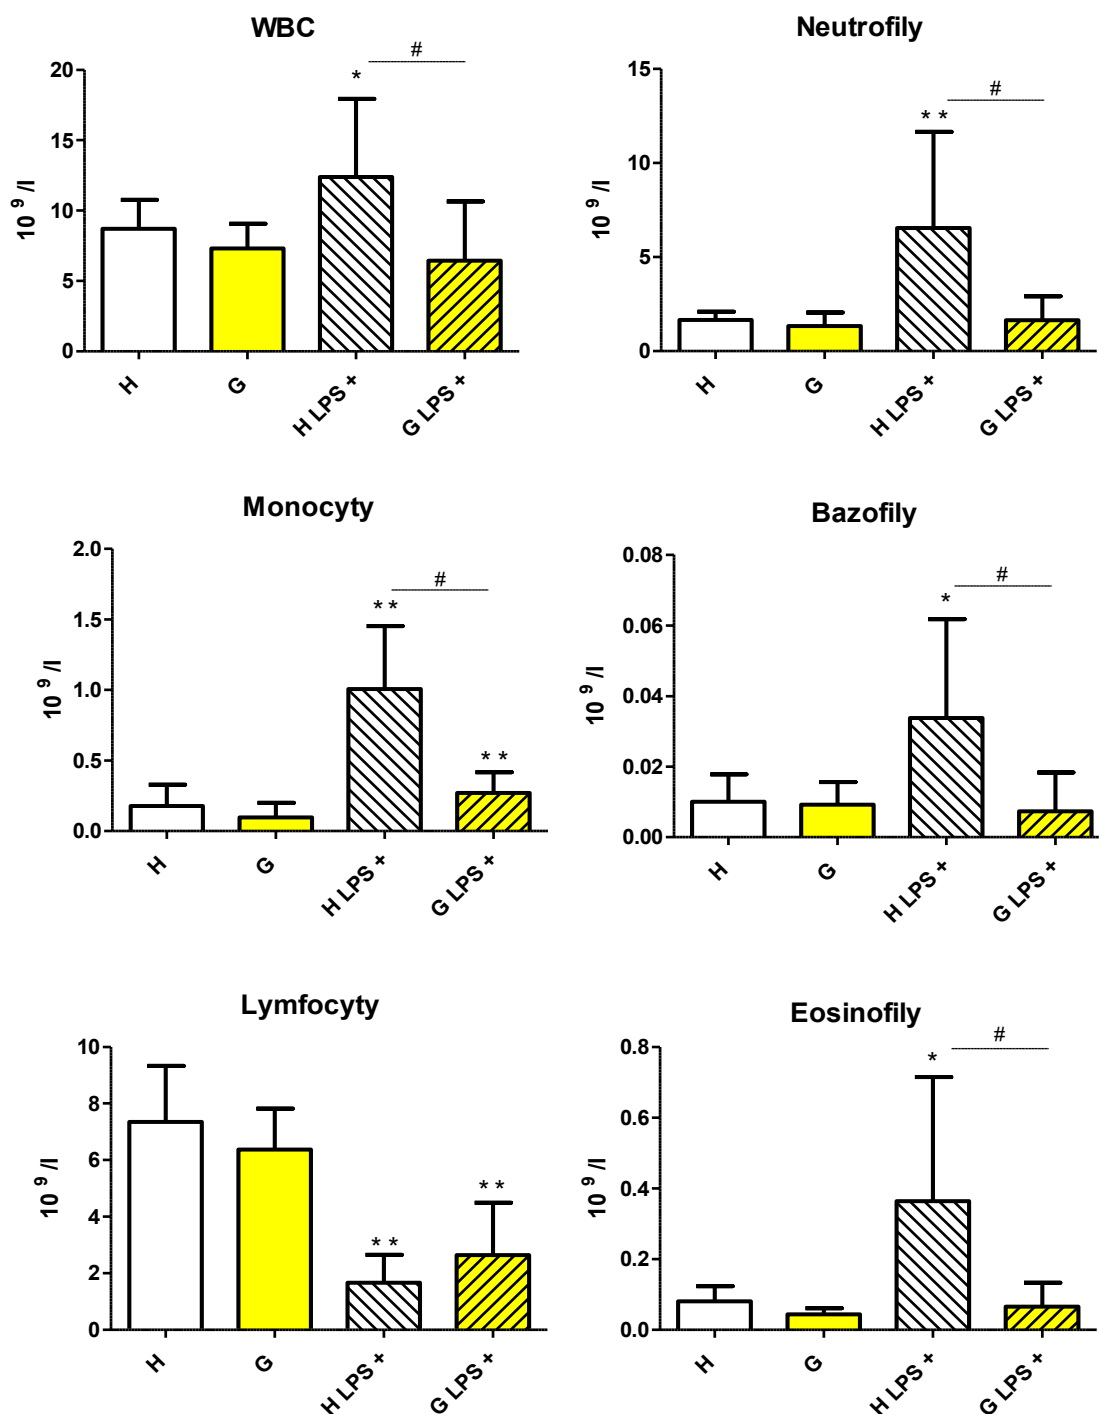 WBC
#
*
20
15
10
5
0
10 9 /l
H
G
H LPS +
G LPS +
Neutrofily
#
* *
15
10
5
0
10 9 /l
H
G
H LPS +
G LPS +
Monocyty
#
* *
* *
2.0
1.5
1.0
0.5
0.0
10 9 /l
H
G
H LPS +
G LPS +
Bazofily
#
*
0.08
0.06
0.04
0.02
0.00
10 9 /l
H
G
H LPS +
G LPS +
Lymfocyty
* *
* *
10
8
6
4
2
0
10 9 /l
H
G
H LPS +
G LPS +
Eosinofily
#
*
0.8
0.6
0.4
0.2
0.0
10 9 /l
H
G
H LPS +
G LPS +